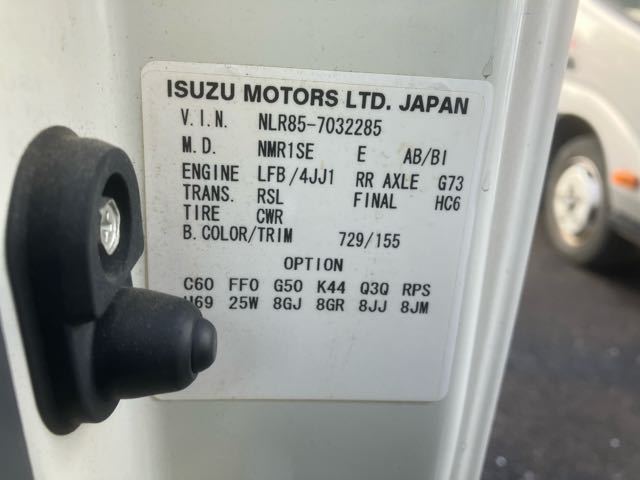 ISUZU MOTORS LTD. JAPAN
V.I.N. NLR85-7032285
M.D. NMR1SE E AB/BI
ENGINE LFB/4JJ1 RR AXLE G73
TRANS. RSL FINAL HC6
TIRE CWR
B. COLOR/TRIM 729/155
OPTION
C60 FF0 G50 K44 Q3Q RPS
25W 8GJ 8GR 8JJ 8JM